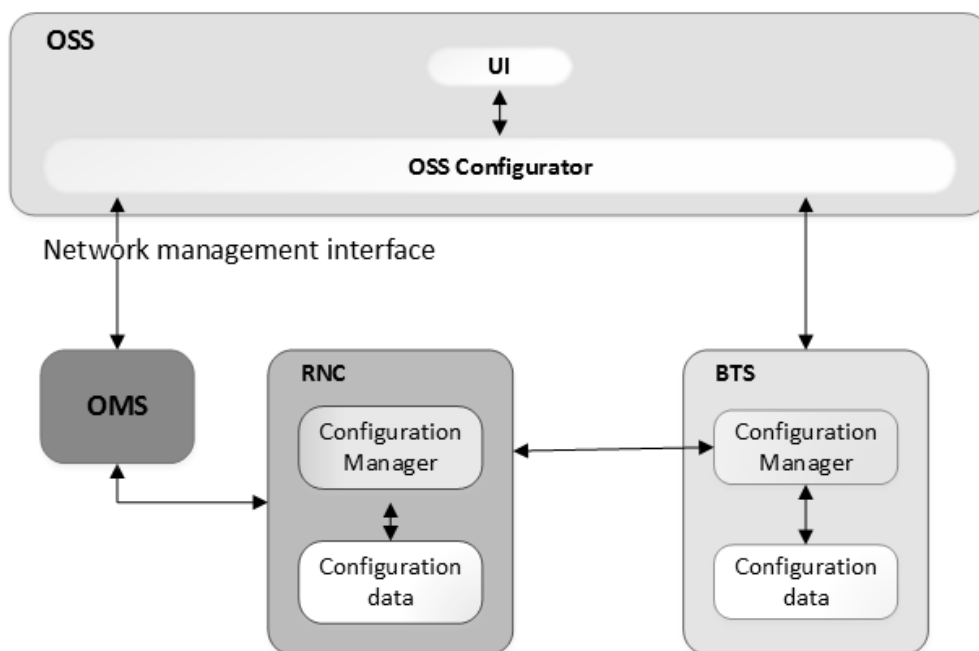 OSS
UI
OSS Configurator
Network management interface
OMS
RNC
Configuration
Manager
Configuration
data
BTS
Configuration
Manager
Configuration
data